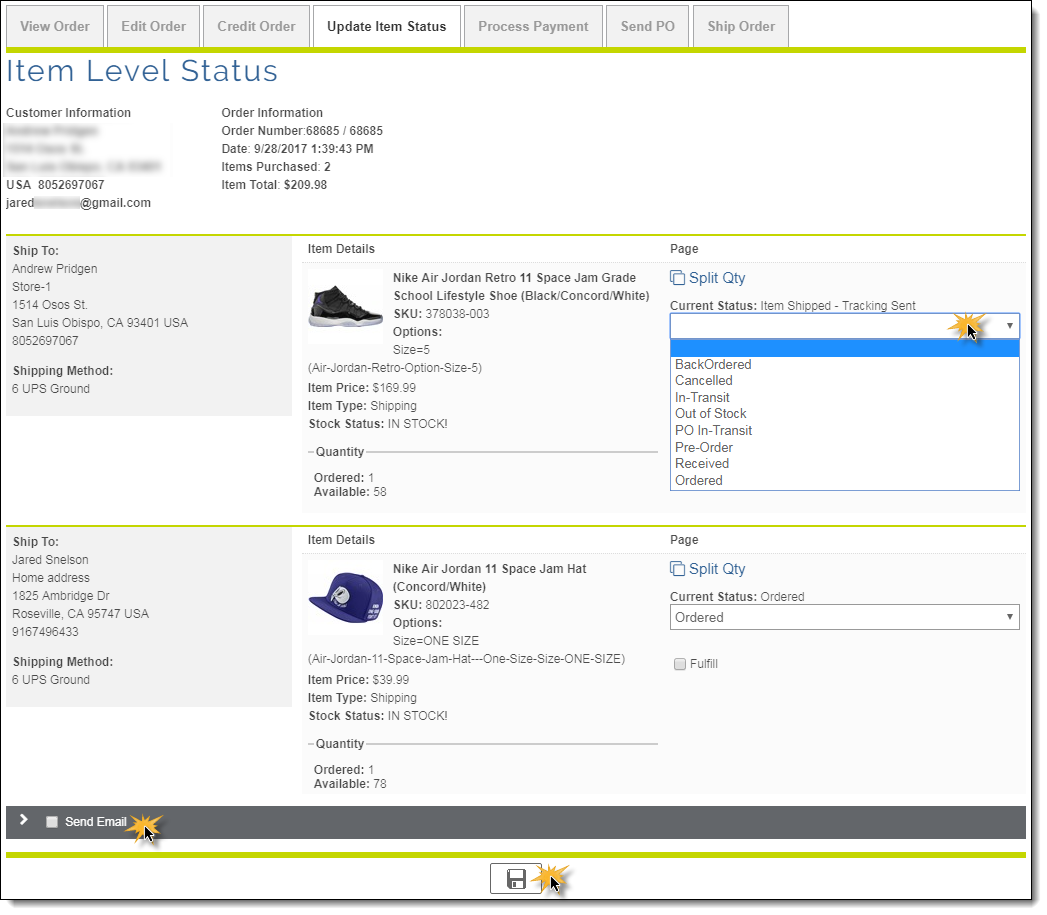 View Order Edit Order Credit Order Update Item Status Process Payment Send PO Ship Order
Item Level Status
Customer Information
USA 8052697067
jared @gmail.com
Order Information
Order Number:68685 / 68685
Date: 9/28/2017 1:39:43 PM
Items Purchased: 2
Item Total: $209.98
Ship To:
Andrew Pridgen
Store-1
1514 Osos St.
San Luis Obispo, CA 93401 USA
8052697067
Shipping Method:
6 UPS Ground
Item Details
Nike Air Jordan Retro 11 Space Jam Grade
School Lifestyle Shoe (Black/Concord/White)
SKU: 378038-003
Options:
Size=5
(Air-Jordan-Retro-Option-Size-5)
Item Price: $169.99
Item Type: Shipping
Stock Status: IN STOCK!
Quantity
Ordered: 1
Available: 58
Page
Split Qty
Current Status: Item Shipped - Tracking Sent
BackOrdered
Cancelled
In-Transit
Out of Stock
PO In-Transit
Pre-Order
Received
Ordered
Ship To:
Jared Snelson
Home address
1825 Ambridge Dr
Roseville, CA 95747 USA
9167496433
Shipping Method:
6 UPS Ground
Item Details
Nike Air Jordan 11 Space Jam Hat
(Concord/White)
SKU: 802023-482
Options:
Size=ONE SIZE
(Air-Jordan-11-Space-Jam-Hat---One-Size-Size-ONE-SIZE)
Item Price: $39.99
Item Type: Shipping
Stock Status: IN STOCK!
Quantity
Ordered: 1
Available: 78
Page
Split Qty
Current Status: Ordered
Ordered
Fulfill
Send Email